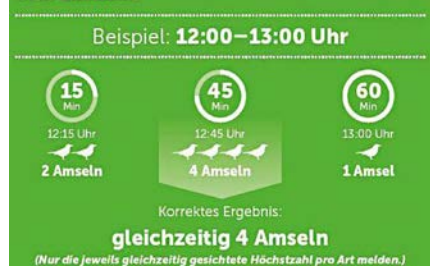 Beispiel: 12:00–13:00 Uhr
15 Min
45 Min
60 Min
12:15 Uhr
12:45 Uhr
13:00 Uhr
2 Amseln
4 Amseln
1 Amsel
Korrektes Ergebnis:
gleichzeitig 4 Amseln
(Nur die jeweils gleichzeitig gesichtete Höchstzahl pro Art melden.)